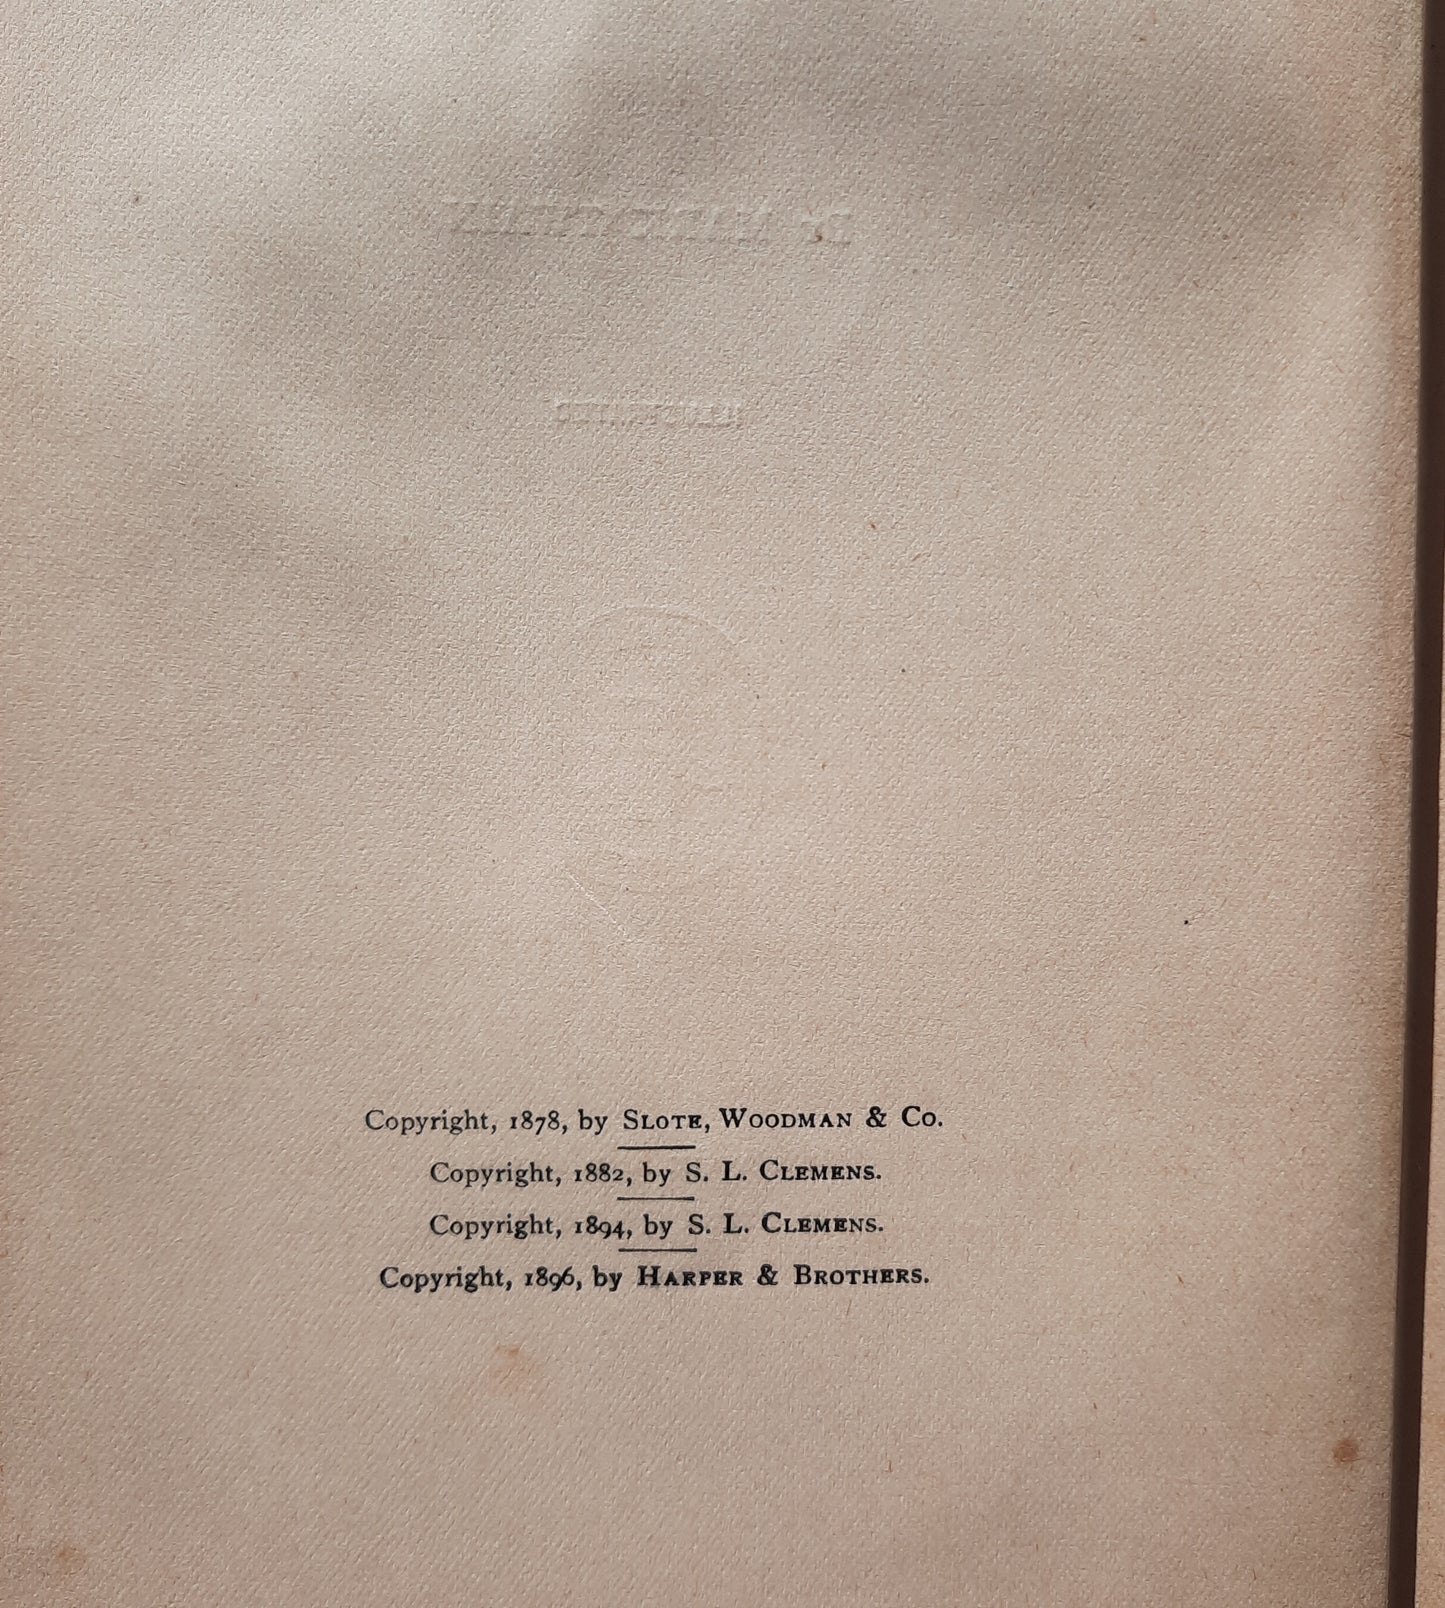 Copyright, 1878, by SLOTE, WOODMAN & CO.
Copyright, 1882, by S. L. CLEMENS.
Copyright, 1894, by S. L. CLEMENS.
Copyright, 1896, by HARPER & BROTHERS.